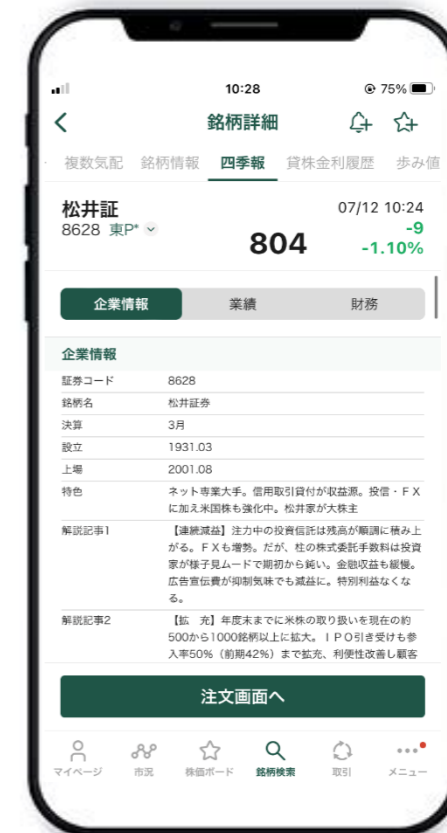 10:28
75%
銘柄詳細
複数気配 銘柄情報 四季報 貸株金利履歴 歩み値
松井証 07/12 10:24
8628 東P* -9
804 -1.10%
企業情報 業績 財務
企業情報
証券コード 8628
銘柄名 松井証券
決算 3月
設立 1931.03
上場 2001.08
特色 ネット専業大手。信用取引貸付が収益源。投信・FX
に加え米国株も強化中。松井家が大株主
解説記事1 【連続減益】注力中の投資信託は残高が順調に積み上
がる。FXも増勢。だが、柱の株式委託手数料は投資
家が様子見ムードで期初から鈍い。金融収益も緩慢。
広告宣伝費が抑制気味でも減益に。特別利益なくな
る。
解説記事2 【拡 充】年度末までに米株の取り扱いを現在の約
500から1000銘柄以上に拡大。IPO引き受けも参
入率50%(前期42%)まで拡充、利便性改善し顧客
注文画面へ
マイページ 市況 株価ボード 銘柄検索 取引 メニュー